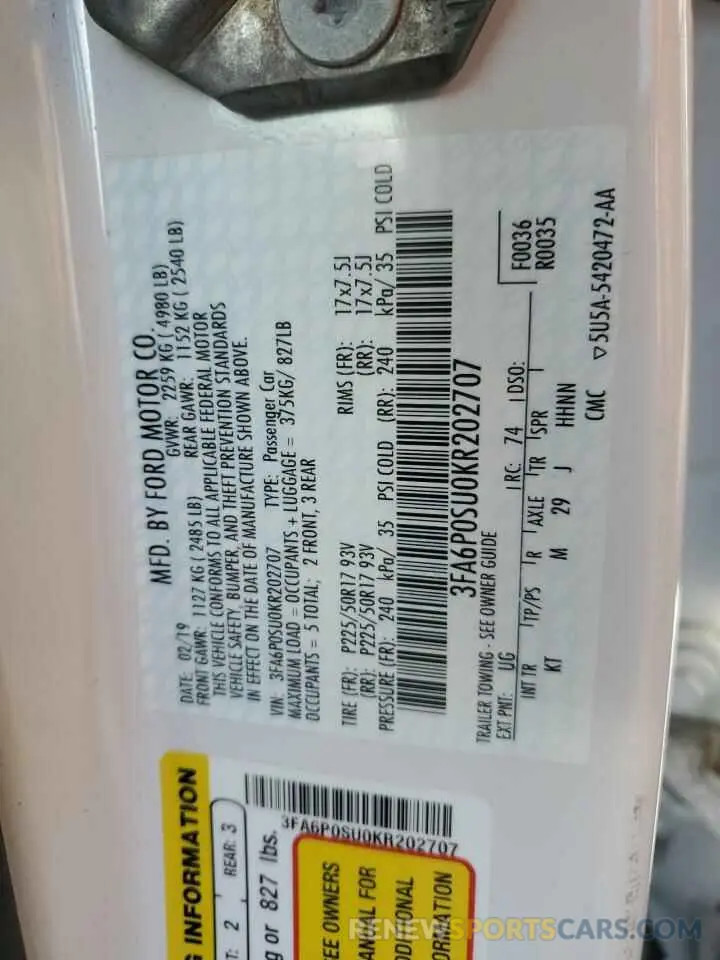 MFD. BY FORD MOTOR CO.
DATE: 02/19 GVWR: 2259 KG ( 4980 LB)
FRONT GAWR: 1127 KG ( 2485 LB) REAR GAWR: 1152 KG ( 2540 LB)
THIS VEHICLE CONFORMS TO ALL APPLICABLE FEDERAL MOTOR
VEHICLE SAFETY, BUMPER, AND THEFT PREVENTION STANDARDS
IN EFFECT ON THE DATE OF MANUFACTURE SHOWN ABOVE.
VIN: 3FA6P0SU0KR202707 TYPE: Passenger Car
MAXIMUM LOAD = OCCUPANTS + LUGGAGE = 375KG/ 827LB
OCCUPANTS = 5 TOTAL; 2 FRONT, 3 REAR
TIRE (FR): P225/50R17 93V RIMS (FR): 17x7.5J
(RR): P225/50R17 93V (RR): 17x7.5J
PRESSURE (FR): 240 kPa/ 35 PSI COLD (RR): 240 kPa/ 35 PSI COLD
3FA6P0SU0KR202707
TRAILER TOWING - SEE OWNER GUIDE
EXT PNT: UG RC: 74 DSO: F0036
R0035
INT TR TP/PS R AXLE TR SPR
KT M 29 J HHNN
CMC ▽5U5A-5420472-AA
G INFORMATION
T: 2 REAR: 3
g or 827 lbs.
3FA6P0SU0KR202707
EE OWNERS
ANUAL FOR
DDITIONAL
ORMATION
RENEWSPORTSCARS.COM